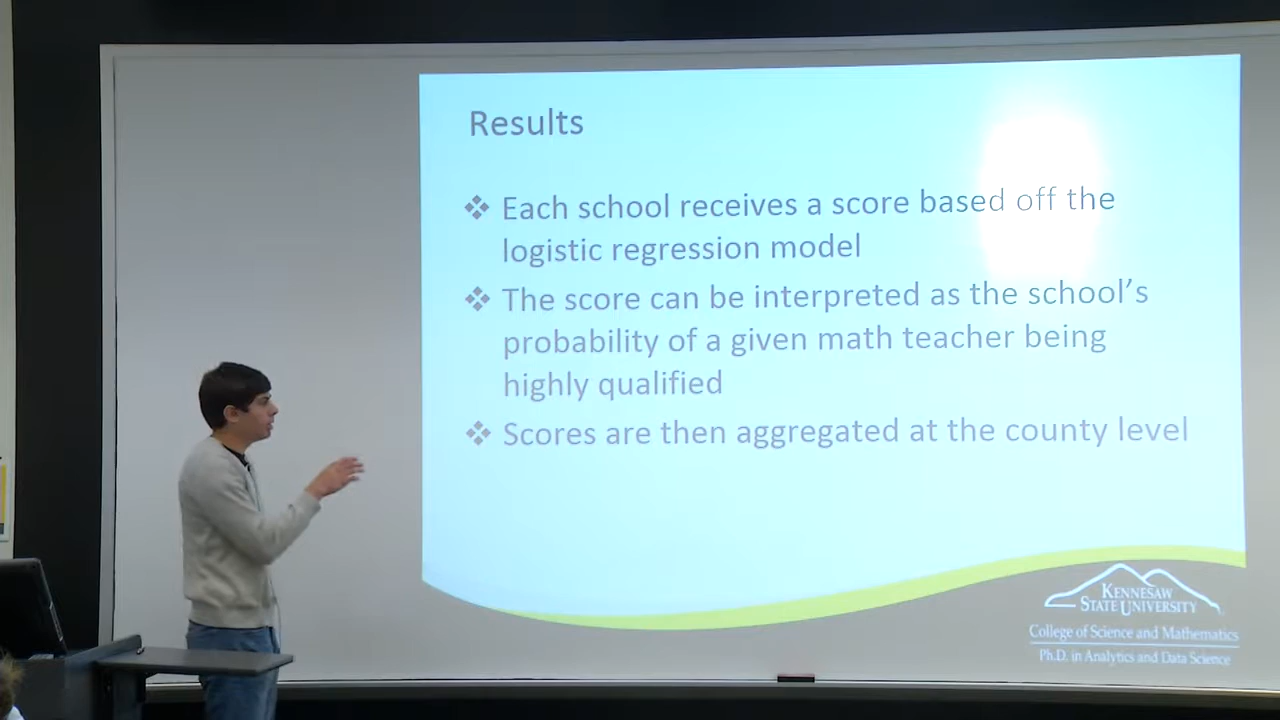 Results
❖ Each school receives a score based off the
logistic regression model
❖ The score can be interpreted as the school's
probability of a given math teacher being
highly qualified
❖ Scores are then aggregated at the county level
KENNESAW
STATE UNIVERSITY
College of Science and Mathematics
Ph.D. in Analytics and Data Science